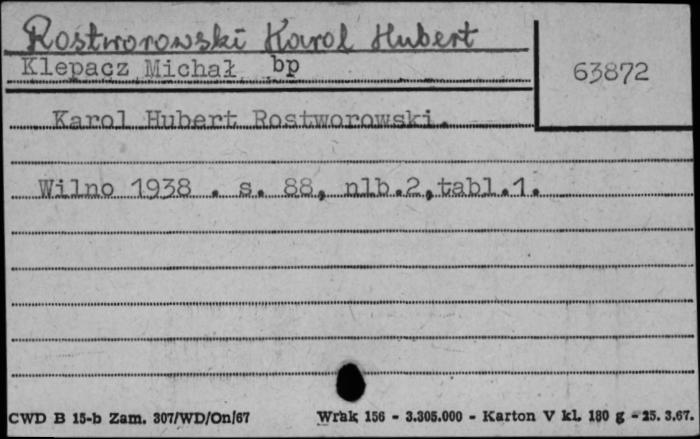 Rostworowski Karol Hubert
Klepacz Michał bp
63872
Karol Hubert Rostworowski.
Wilno 1938 . s. 88, nlb.2,tabl.1.
CWD B 15-b Zam. 307/WD/On/67 Wrak 156 - 3.305.000 - Karton V kl. 180 g - 25. 3.67.